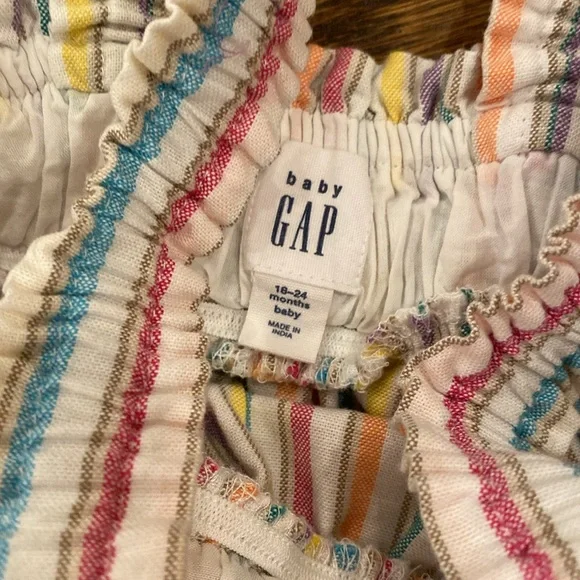 baby
GAP
18-24
months
baby
MADE IN
INDIA